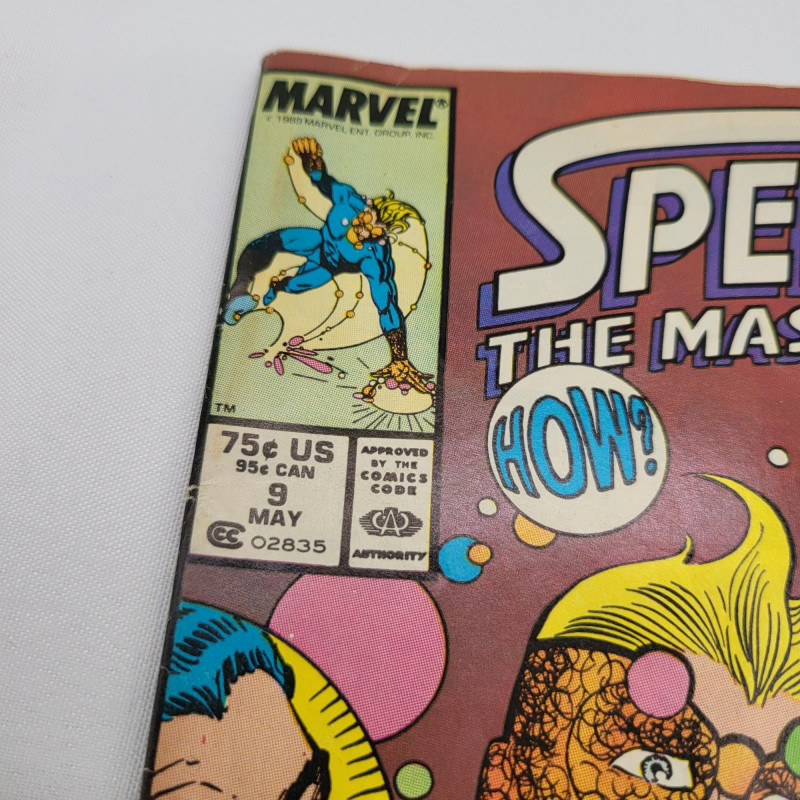 MARVEL®
© 1989 MARVEL ENT. GROUP, INC.
SPE
THE MAS
HOW?
TM
75¢ US
95¢ CAN
9
MAY
CC 02835
APPROVED
BY THE
COMICS
CODE
CA
AUTHORITY